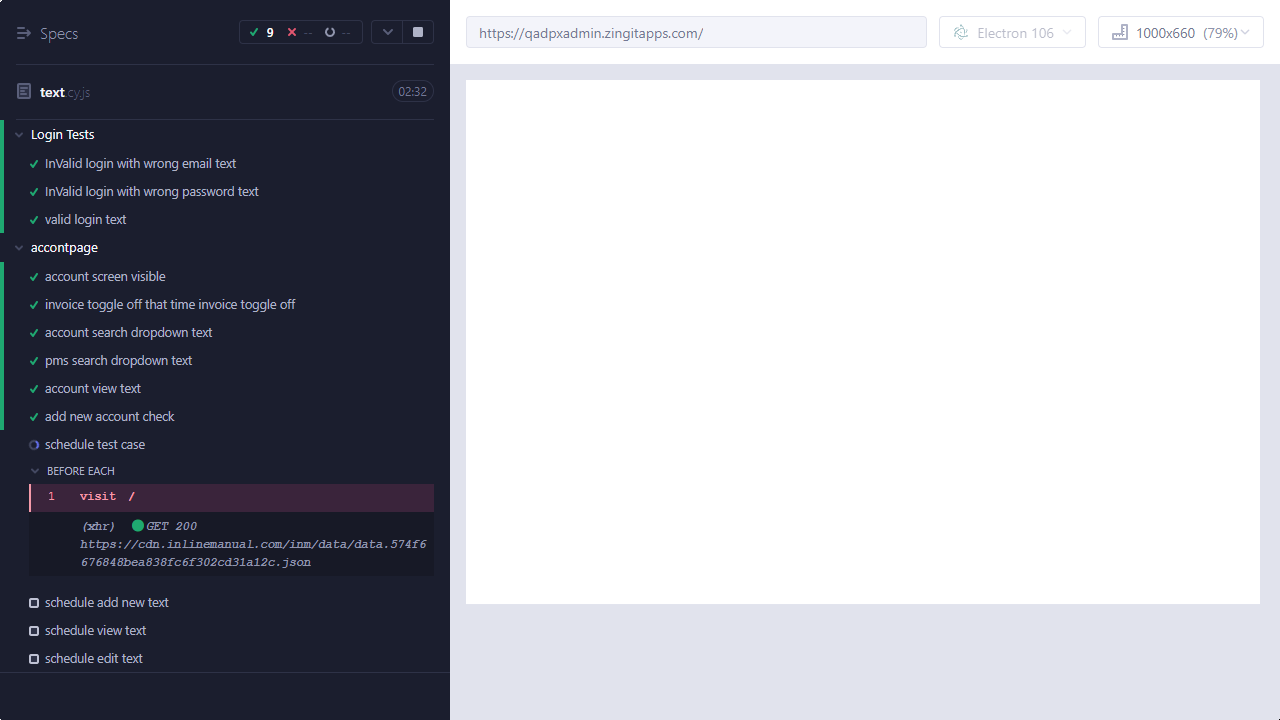 Specs
9 -- --
text cy.js
02:32
Login Tests
InValid login with wrong email text
InValid login with wrong password text
valid login text
accontpage
account screen visible
invoice toggle off that time invoice toggle off
account search dropdown text
pms search dropdown text
account view text
add new account check
schedule test case
BEFORE EACH
1 visit /
(xhr) GET 200
https://cdn.inlinemanual.com/inm/data/data.574f6
676848bea838fc6f302cd31a12c.json
schedule add new text
schedule view text
schedule edit text
https://qadpxadmin.zingitapps.com/
Electron 106
1000x660 (79%)